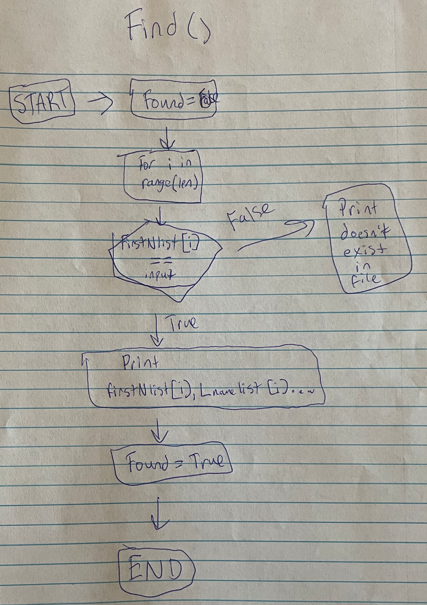 Find()
START
Found = False
For i in
range(len)
FirstNlist[i]
==
input
False
Print
doesn't
exist
in
file
True
Print
firstNlist[i], Lnamelist[i]...
Found = True
END